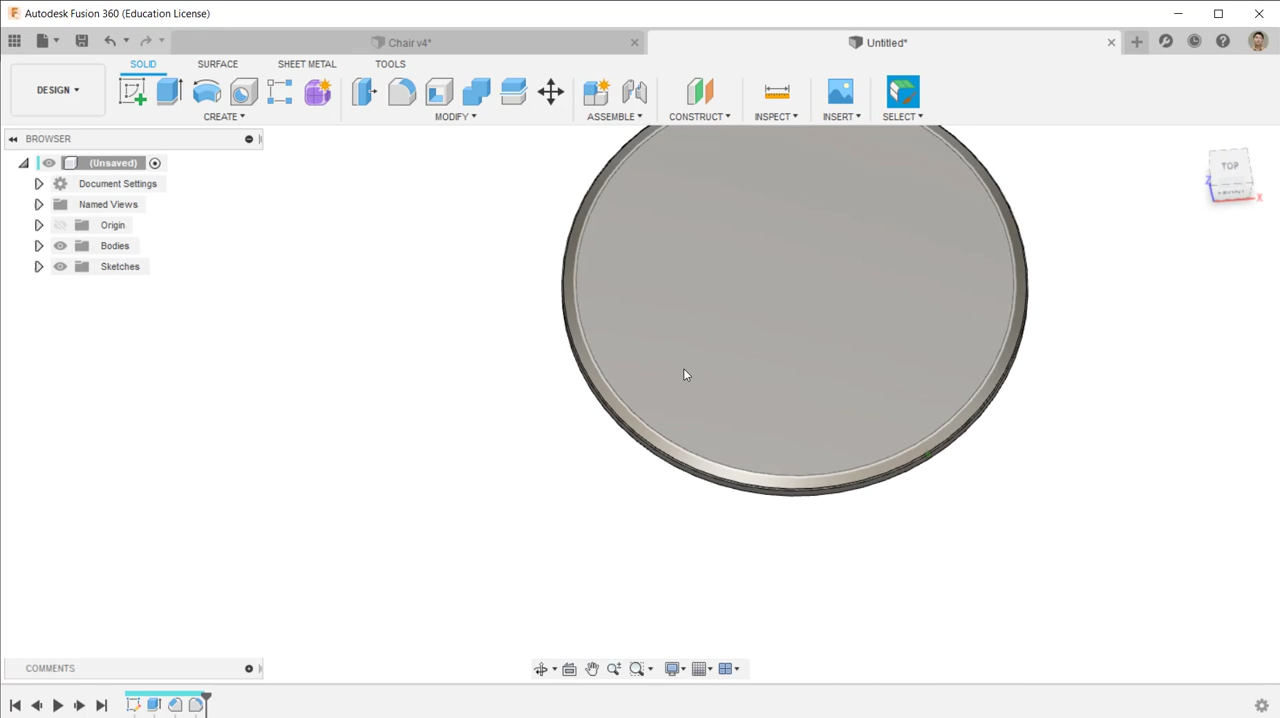 Autodesk Fusion 360 (Education License)
Chair v4*
Untitled*
SOLID
SURFACE
SHEET METAL
TOOLS
DESIGN
CREATE
MODIFY
ASSEMBLE
CONSTRUCT
INSPECT
INSERT
SELECT
BROWSER
(Unsaved)
Document Settings
Named Views
Origin
Bodies
Sketches
TOP
Z
X
COMMENTS